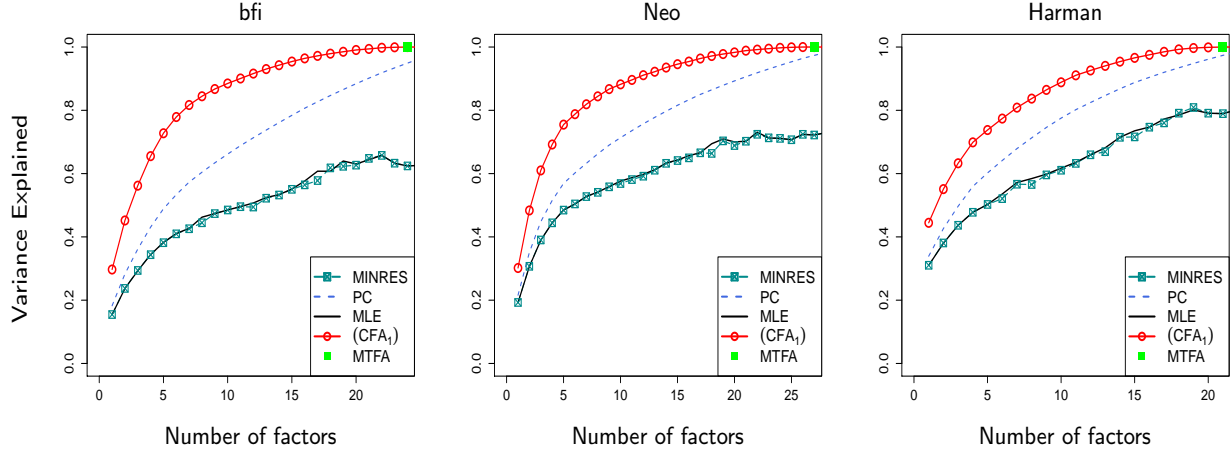 bfi
Neo
Harman
Variance Explained
1.0
0.8
0.6
0.4
0.2
0.0
MINRES
PC
MLE
(CFA₁)
MTFA
0 5 10 15 20
Number of factors
1.0
0.8
0.6
0.4
0.2
0.0
MINRES
PC
MLE
(CFA₁)
MTFA
0 5 10 15 20 25
Number of factors
1.0
0.8
0.6
0.4
0.2
0.0
MINRES
PC
MLE
(CFA₁)
MTFA
0 5 10 15 20
Number of factors